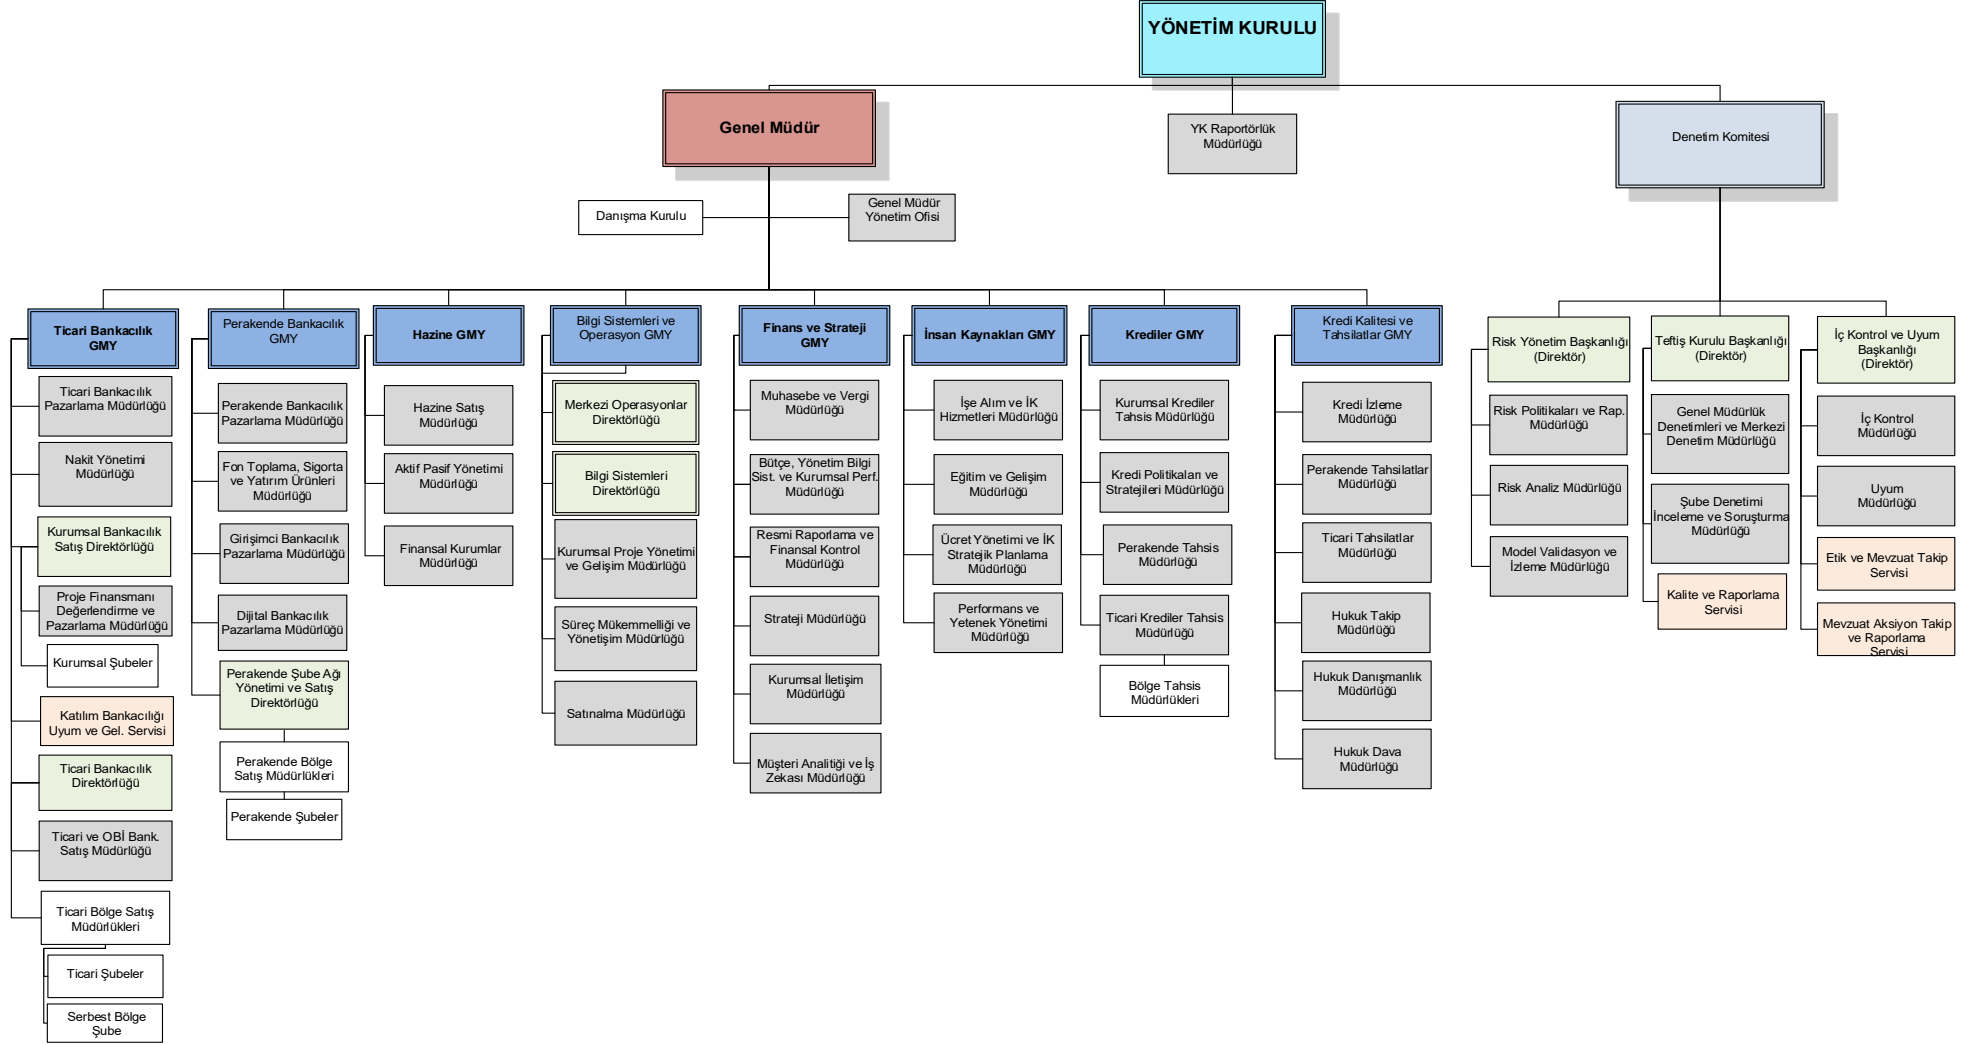 YÖNETİM KURULU
Genel Müdür
YK Raportörlük
Müdürlüğü
Denetim Komitesi
Danışma Kurulu
Genel Müdür
Yönetim Ofisi
Ticari Bankacılık
GMY
Ticari Bankacılık
Pazarlama Müdürlüğü
Nakit Yönetimi
Müdürlüğü
Kurumsal Bankacılık
Satış Direktörlüğü
Proje Finansmanı
Değerlendirme ve
Pazarlama Müdürlüğü
Kurumsal Şubeler
Katılım Bankacılığı
Uyum ve Gel. Servisi
Ticari Bankacılık
Direktörlüğü
Ticari ve OBİ Bank.
Satış Müdürlüğü
Ticari Bölge Satış
Müdürlükleri
Ticari Şubeler
Serbest Bölge
Şube
Perakende Bankacılık
GMY
Perakende Bankacılık
Pazarlama Müdürlüğü
Fon Toplama, Sigorta
ve Yatırım Ürünleri
Müdürlüğü
Girişimci Bankacılık
Pazarlama Müdürlüğü
Dijital Bankacılık
Pazarlama Müdürlüğü
Perakende Şube Ağı
Yönetimi ve Satış
Direktörlüğü
Perakende Bölge
Satış Müdürlükleri
Perakende Şubeler
Hazine GMY
Hazine Satış
Müdürlüğü
Aktif Pasif Yönetimi
Müdürlüğü
Finansal Kurumlar
Müdürlüğü
Bilgi Sistemleri ve
Operasyon GMY
Merkezi Operasyonlar
Direktörlüğü
Bilgi Sistemleri
Direktörlüğü
Kurumsal Proje Yönetimi
ve Gelişim Müdürlüğü
Süreç Mükemmelliği ve
Yönetişim Müdürlüğü
Satınalma Müdürlüğü
Finans ve Strateji
GMY
Muhasebe ve Vergi
Müdürlüğü
Bütçe, Yönetim Bilgi
Sist. ve Kurumsal Perf.
Müdürlüğü
Resmi Raporlama ve
Finansal Kontrol
Müdürlüğü
Strateji Müdürlüğü
Kurumsal İletişim
Müdürlüğü
Müşteri Analitiği ve İş
Zekası Müdürlüğü
İnsan Kaynakları GMY
İşe Alım ve İK
Hizmetleri Müdürlüğü
Eğitim ve Gelişim
Müdürlüğü
Ücret Yönetimi ve İK
Stratejik Planlama
Müdürlüğü
Performans ve
Yetenek Yönetimi
Müdürlüğü
Krediler GMY
Kurumsal Krediler
Tahsis Müdürlüğü
Kredi Politikaları ve
Stratejileri Müdürlüğü
Perakende Tahsis
Müdürlüğü
Ticari Krediler Tahsis
Müdürlüğü
Bölge Tahsis
Müdürlükleri
Kredi Kalitesi ve
Tahsilatlar GMY
Kredi İzleme
Müdürlüğü
Perakende Tahsilatlar
Müdürlüğü
Ticari Tahsilatlar
Müdürlüğü
Hukuk Takip
Müdürlüğü
Hukuk Danışmanlık
Müdürlüğü
Hukuk Dava
Müdürlüğü
Risk Yönetim Başkanlığı
(Direktör)
Risk Politikaları ve Rap.
Müdürlüğü
Risk Analiz Müdürlüğü
Model Validasyon ve
İzleme Müdürlüğü
Teftiş Kurulu Başkanlığı
(Direktör)
Genel Müdürlük
Denetimleri ve Merkezi
Denetim Müdürlüğü
Şube Denetimi
İnceleme ve Soruşturma
Müdürlüğü
Kalite ve Raporlama
Servisi
İç Kontrol ve Uyum
Başkanlığı
(Direktör)
İç Kontrol
Müdürlüğü
Uyum
Müdürlüğü
Etik ve Mevzuat Takip
Servisi
Mevzuat Aksiyon Takip
ve Raporlama
Servisi